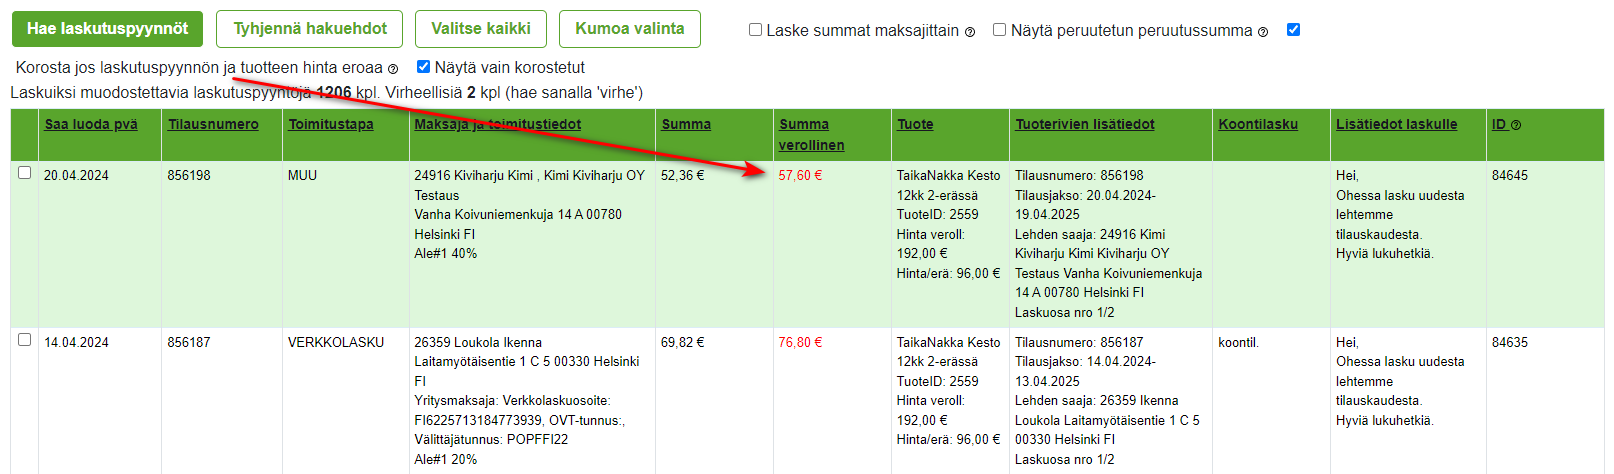 Hae laskutuspyynnöt Tyhjennä hakuehdot Valitse kaikki Kumoa valinta Laske summat maksajittain Näytä peruutetun peruutussumma
Korosta jos laskutuspyynnön ja tuotteen hinta eroaa Näytä vain korostetut
Laskuiksi muodostettavia laskutuspyyntöjä 1206 kpl. Virheellisiä 2 kpl (hae sanalla 'virhe')
Saa luoda pvä Tilausnumero Toimitustapa Maksaja ja toimitustiedot Summa Summa verollinen Tuote Tuoterivien lisätiedot Koontilasku Lisätiedot laskulle ID
20.04.2024
856198
MUU
24916 Kiviharju Kimi , Kimi Kiviharju OY
Testaus
Vanha Koivuniemenkuja 14 A 00780
Helsinki FI
Ale#1 40%
52,36 €
57,60 €
TaikaNakka Kesto
12kk 2-erässä
TuoteID: 2559
Hinta veroll:
192,00 €
Hinta/erä: 96,00 €
Tilausnumero: 856198
Tilausjakso: 20.04.2024-
19.04.2025
Lehden saaja: 24916 Kimi
Kiviharju Kimi Kiviharju OY
Testaus Vanha Koivuniemenkuja
14 A 00780 Helsinki FI
Laskuosa nro 1/2
Hei,
Ohessa lasku uudesta
lehtemme
tilauskaudesta.
Hyviä lukuhetkiä.
84645
14.04.2024
856187
VERKKOLASKU
26359 Loukola Ikenna
Laitamyötäisentie 1 C 5 00330 Helsinki
FI
Yritysmaksaja: Verkkolaskuosoite:
FI6225713184773939, OVT-tunnus:,
Välittäjätunnus: POPFFI22
Ale#1 20%
69,82 €
76,80 €
TaikaNakka Kesto
12kk 2-erässä
TuoteID: 2559
Hinta veroll:
192,00 €
Hinta/erä: 96,00 €
Tilausnumero: 856187
Tilausjakso: 14.04.2024-
13.04.2025
Lehden saaja: 26359 Ikenna
Loukola Laitamyötäisentie 1 C 5
00330 Helsinki FI
Laskuosa nro 1/2
koontil.
Hei,
Ohessa lasku uudesta
lehtemme
tilauskaudesta.
Hyviä lukuhetkiä.
84635